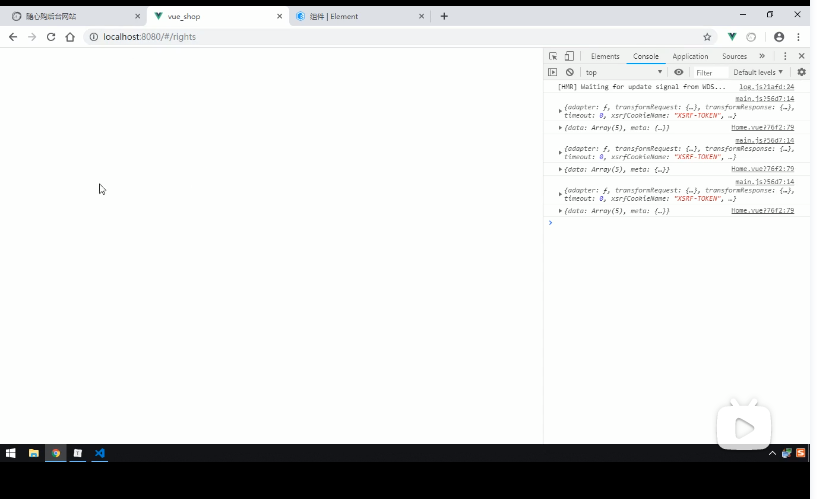 随心购后台网站
vue_shop
组件 | Element
localhost:8080/#/rights
Elements Console Application Sources »
top Filter Default levels ▼
[HMR] Waiting for update signal from WDS... log.js?1afd:24
main.js?56d7:14
{adapter: ƒ, transformRequest: {…}, transformResponse: {…},
timeout: 0, xsrfCookieName: "XSRF-TOKEN", …}
{data: Array(5), meta: {…}} Home.vue?76f2:79
main.js?56d7:14
{adapter: ƒ, transformRequest: {…}, transformResponse: {…},
timeout: 0, xsrfCookieName: "XSRF-TOKEN", …}
{data: Array(5), meta: {…}} Home.vue?76f2:79
main.js?56d7:14
{adapter: ƒ, transformRequest: {…}, transformResponse: {…},
timeout: 0, xsrfCookieName: "XSRF-TOKEN", …}
{data: Array(5), meta: {…}} Home.vue?76f2:79